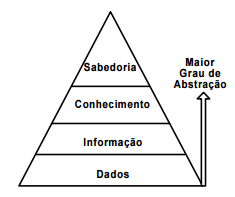 Sabedoria
Conhecimento
Informação
Dados
Maior
Grau de
Abstração